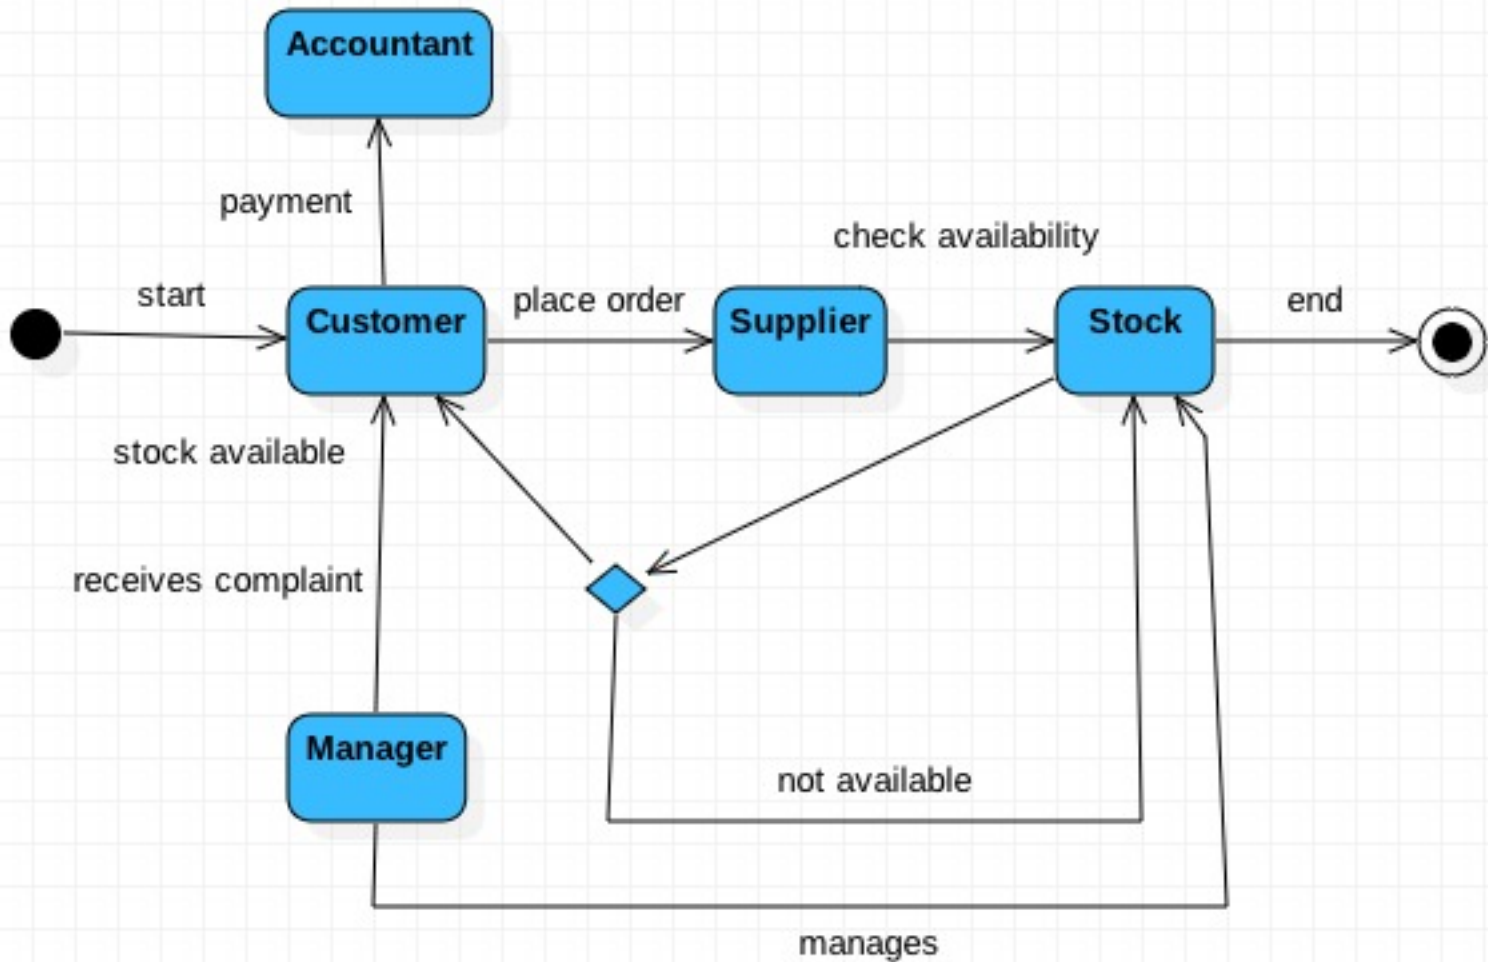 Accountant
payment
check availability
start
Customer
place order
Supplier
Stock
end
stock available
receives complaint
Manager
not available
manages